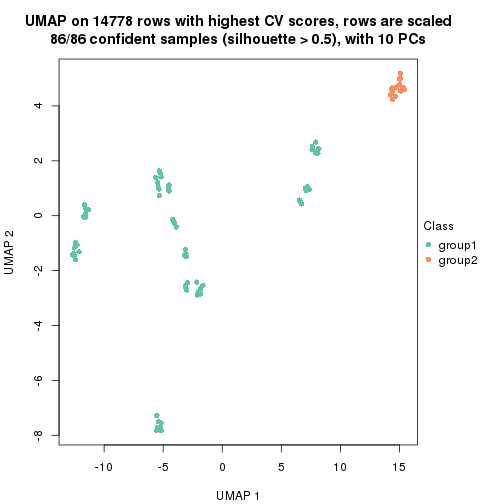 UMAP on 14778 rows with highest CV scores, rows are scaled
86/86 confident samples (silhouette > 0.5), with 10 PCs
4
2
0
-2
-4
-6
-8
UMAP 2
-10
-5
0
5
10
15
UMAP 1
Class
group1
group2